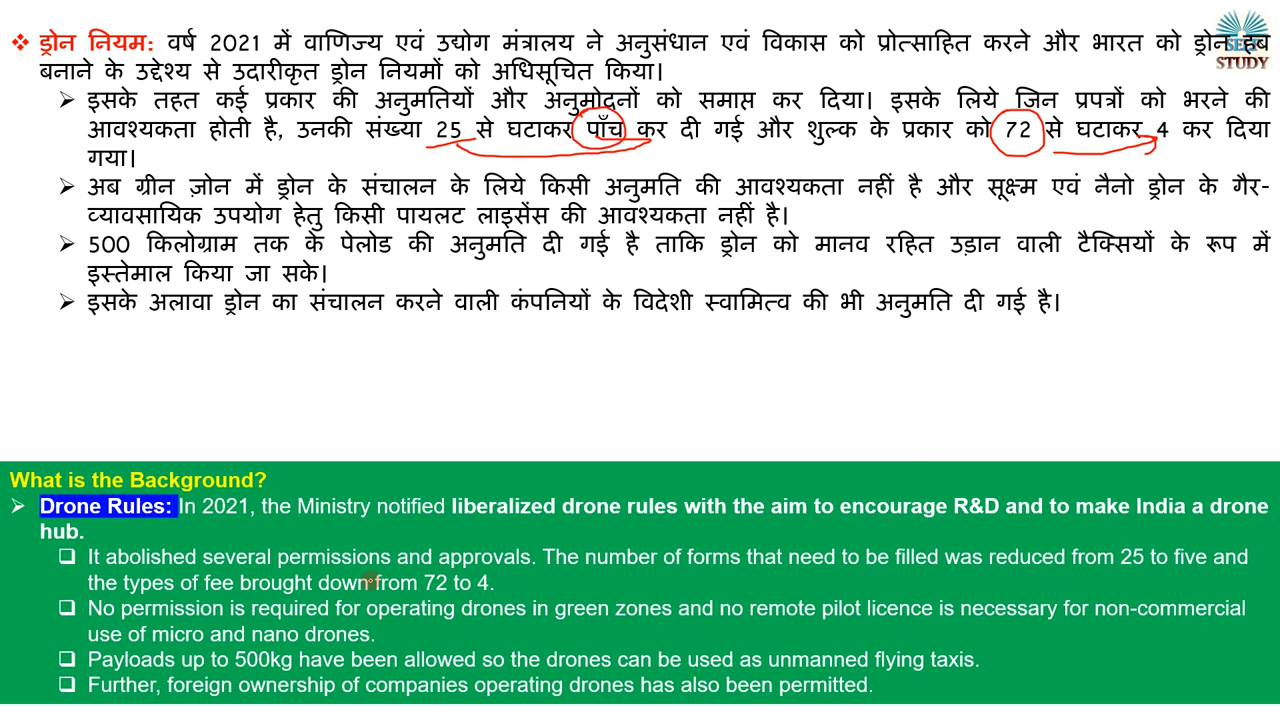 ❖ ड्रोन नियम: वर्ष 2021 में वाणिज्य एवं उद्योग मंत्रालय ने अनुसंधान एवं विकास को प्रोत्साहित करने और भारत को ड्रोन हब
बनाने के उद्देश्य से उदारीकृत ड्रोन नियमों को अधिसूचित किया।
STUDY
➢ इसके तहत कई प्रकार की अनुमतियों और अनुमोदनों को समाप्त कर दिया। इसके लिये जिन प्रपत्रों को भरने की
आवश्यकता होती है, उनकी संख्या 25 से घटाकर पाँच कर दी गई और शुल्क के प्रकार को 72 से घटाकर 4 कर दिया
गया।
➢ अब ग्रीन ज़ोन में ड्रोन के संचालन के लिये किसी अनुमति की आवश्यकता नहीं है और सूक्ष्म एवं नैनो ड्रोन के गैर-
व्यावसायिक उपयोग हेतु किसी पायलट लाइसेंस की आवश्यकता नहीं है।
➢ 500 किलोग्राम तक के पेलोड की अनुमति दी गई है ताकि ड्रोन को मानव रहित उड़ान वाली टैक्सियों के रूप में
इस्तेमाल किया जा सके।
➢ इसके अलावा ड्रोन का संचालन करने वाली कंपनियों के विदेशी स्वामित्व की भी अनुमति दी गई है।
What is the Background?
➢ Drone Rules: In 2021, the Ministry notified liberalized drone rules with the aim to encourage R&D and to make India a drone
hub.
❑ It abolished several permissions and approvals. The number of forms that need to be filled was reduced from 25 to five and
the types of fee brought down from 72 to 4.
❑ No permission is required for operating drones in green zones and no remote pilot licence is necessary for non-commercial
use of micro and nano drones.
❑ Payloads up to 500kg have been allowed so the drones can be used as unmanned flying taxis.
❑ Further, foreign ownership of companies operating drones has also been permitted.